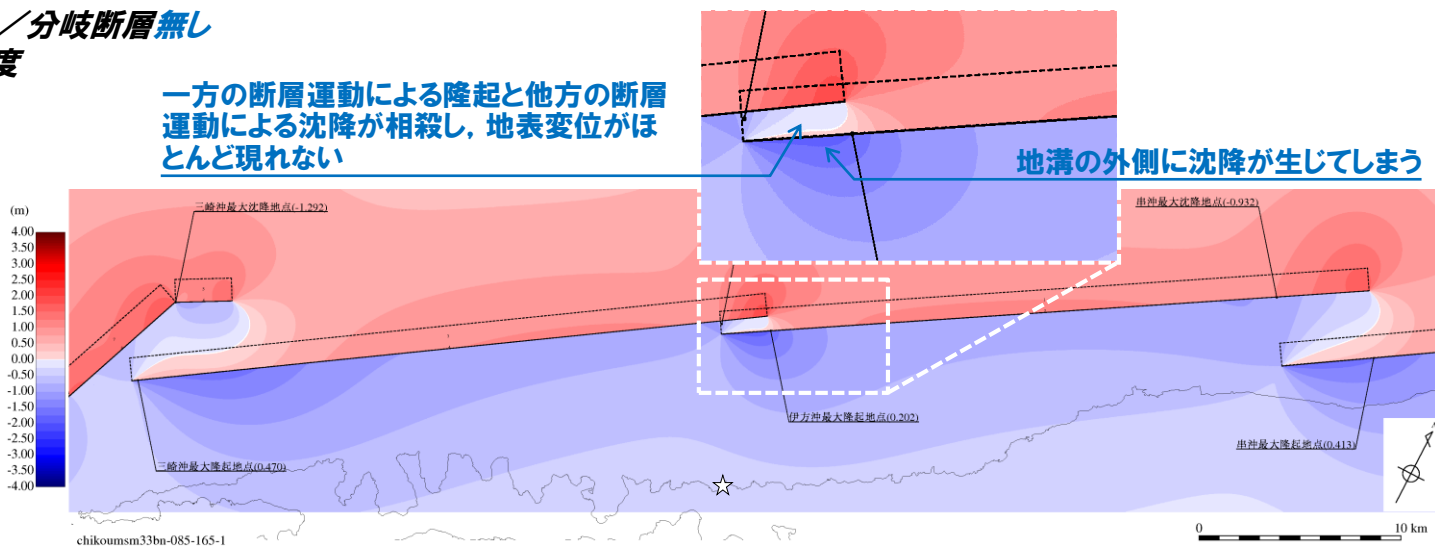 ／分岐断層無し
度
一方の断層運動による隆起と他方の断層
運動による沈降が相殺し，地表変位がほ
とんど現れない
地溝の外側に沈降が生じてしまう
(m)
4.00
3.50
3.00
2.50
2.00
1.50
1.00
0.50
0.00
-0.50
-1.00
-1.50
-2.00
-2.50
-3.00
-3.50
-4.00
三崎沖最大沈降地点(-1.292)
串沖最大沈降地点(-0.932)
伊方沖最大隆起地点(0.202)
三崎沖最大隆起地点(0.470)
串沖最大隆起地点(0.413)
0 10 km
chikoumsm33bn-085-165-1